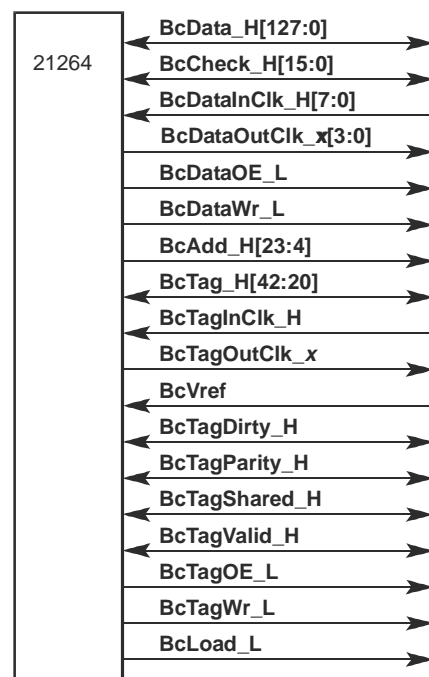 BcData_H[127:0]
21264
BcCheck_H[15:0]
BcDataInClk_H[7:0]
BcDataOutClk_x[3:0]
BcDataOE_L
BcDataWr_L
BcAdd_H[23:4]
BcTag_H[42:20]
BcTagInClk_H
BcTagOutClk_x
BcVref
BcTagDirty_H
BcTagParity_H
BcTagShared_H
BcTagValid_H
BcTagOE_L
BcTagWr_L
BcLoad_L